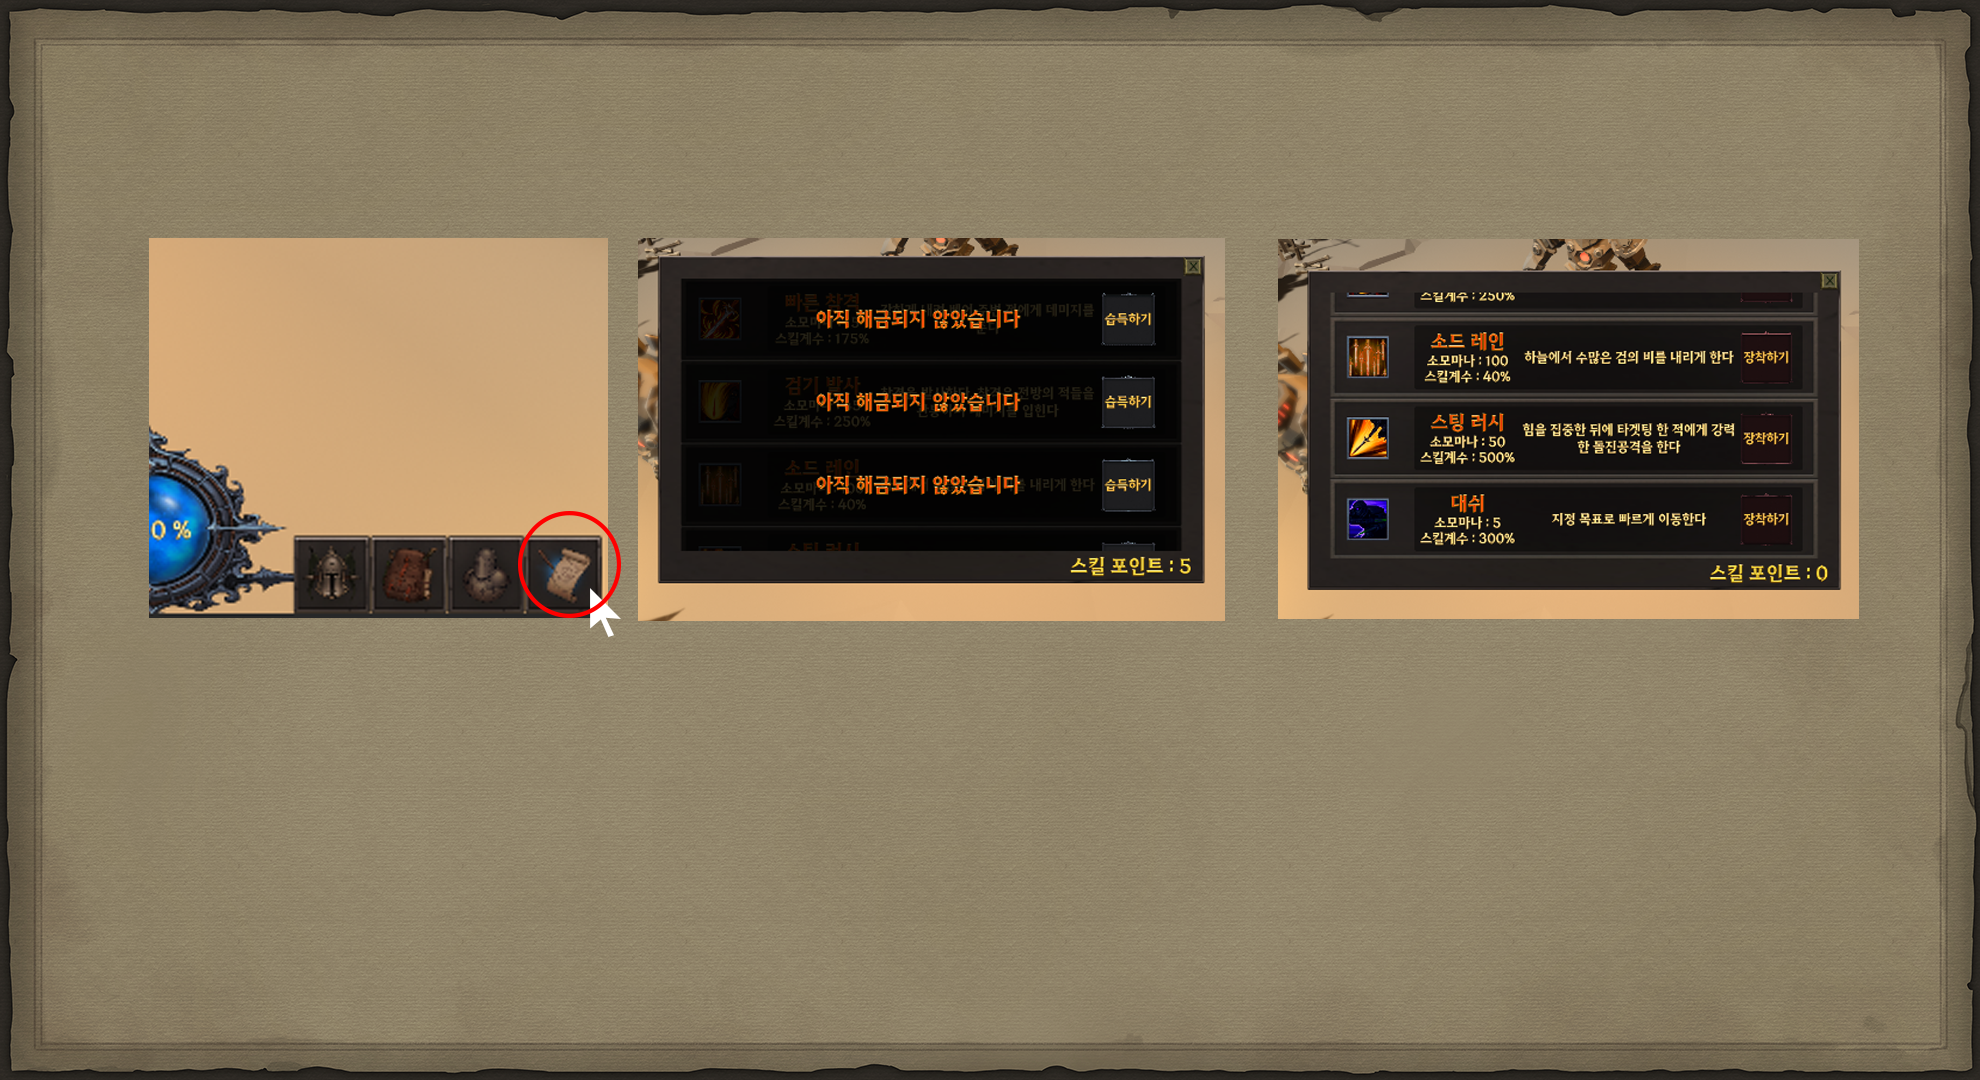 0 %
빠른 참격
아직 해금되지 않았습니다
스킬계수 : 175%
습득하기
검기 발사
아직 해금되지 않았습니다
스킬계수 : 250%
습득하기
소드 레인
아직 해금되지 않았습니다
내리게 한다
스킬계수 : 40%
습득하기
스킬 포인트 : 5
스킬계수 : 250%
소드 레인
소모마나 : 100
스킬계수 : 40%
하늘에서 수많은 검의 비를 내리게 한다
장착하기
스팅 러시
소모마나 : 50
스킬계수 : 500%
힘을 집중한 뒤에 타겟팅 한 적에게 강력
한 돌진공격을 한다
장착하기
대쉬
소모마나 : 5
스킬계수 : 300%
지정 목표로 빠르게 이동한다
장착하기
스킬 포인트 : 0